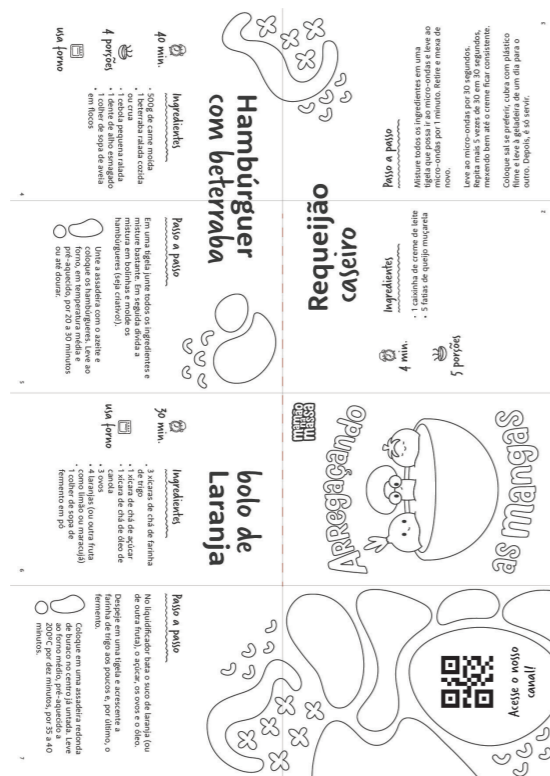 Arregaçando
as mangas
mamão
na
massa
Requeijão
caseiro
4 min.
5 porções
Ingredientes
• 1 caixinha de creme de leite
• 5 fatias de queijo muçarela
2
Passo a passo
Misture todos os ingredientes em uma
tigela que possa ir ao micro-ondas e leve ao
micro-ondas por 1 minuto. Retire e mexa de
novo.
Leve ao micro-ondas por 30 segundos.
Repita mais 5 vezes de 30 em 30 segundos,
mexendo bem até o creme ficar consistente.
Coloque sal se preferir, cubra com plástico
filme e leve à geladeira de um dia para o
outro. Depois, é só servir.
3
Hambúrguer
com beterraba
40 min.
4 porções
usa forno
Ingredientes
• 500g de carne moída
• 1 beterraba ralada cozida
ou crua
• 1 cebola pequena ralada
• 1 dente de alho esmagado
• 1 colher de sopa de aveia
em flocos
4
Passo a passo
Em uma tigela junte todos os ingredientes e
misture bastante. Em seguida divida a
mistura em bolinhas e molde os
hambúrgueres (seja criativo!).
Unte a assadeira com o azeite e
coloque os hambúrgueres. Leve ao
forno, em temperatura média e
pré-aquecido, por 20 a 30 minutos
ou até dourar.
5
bolo de
Laranja
30 min.
usa forno
Ingredientes
• 3 xícaras de chá de farinha
de trigo
• 1 xícara de chá de açúcar
• 1 xícara de chá de óleo de
canola
• 3 ovos
• 4 laranjas (ou outra fruta
como limão ou maracujá)
• 1 colher de sopa de
fermento em pó
6
Passo a passo
No liquidificador bata o suco de laranja (ou
de outra fruta), o açúcar, os ovos e o óleo.
Despeje em uma tigela e acrescente a
farinha de trigo aos poucos e, por último, o
fermento.
Coloque em uma assadeira redonda
de buraco no centro já untada. Leve
ao forno médio, pré-aquecido a
200ºC por dez minutos, por 35 a 40
minutos.
7
Acesse o nosso
canal!